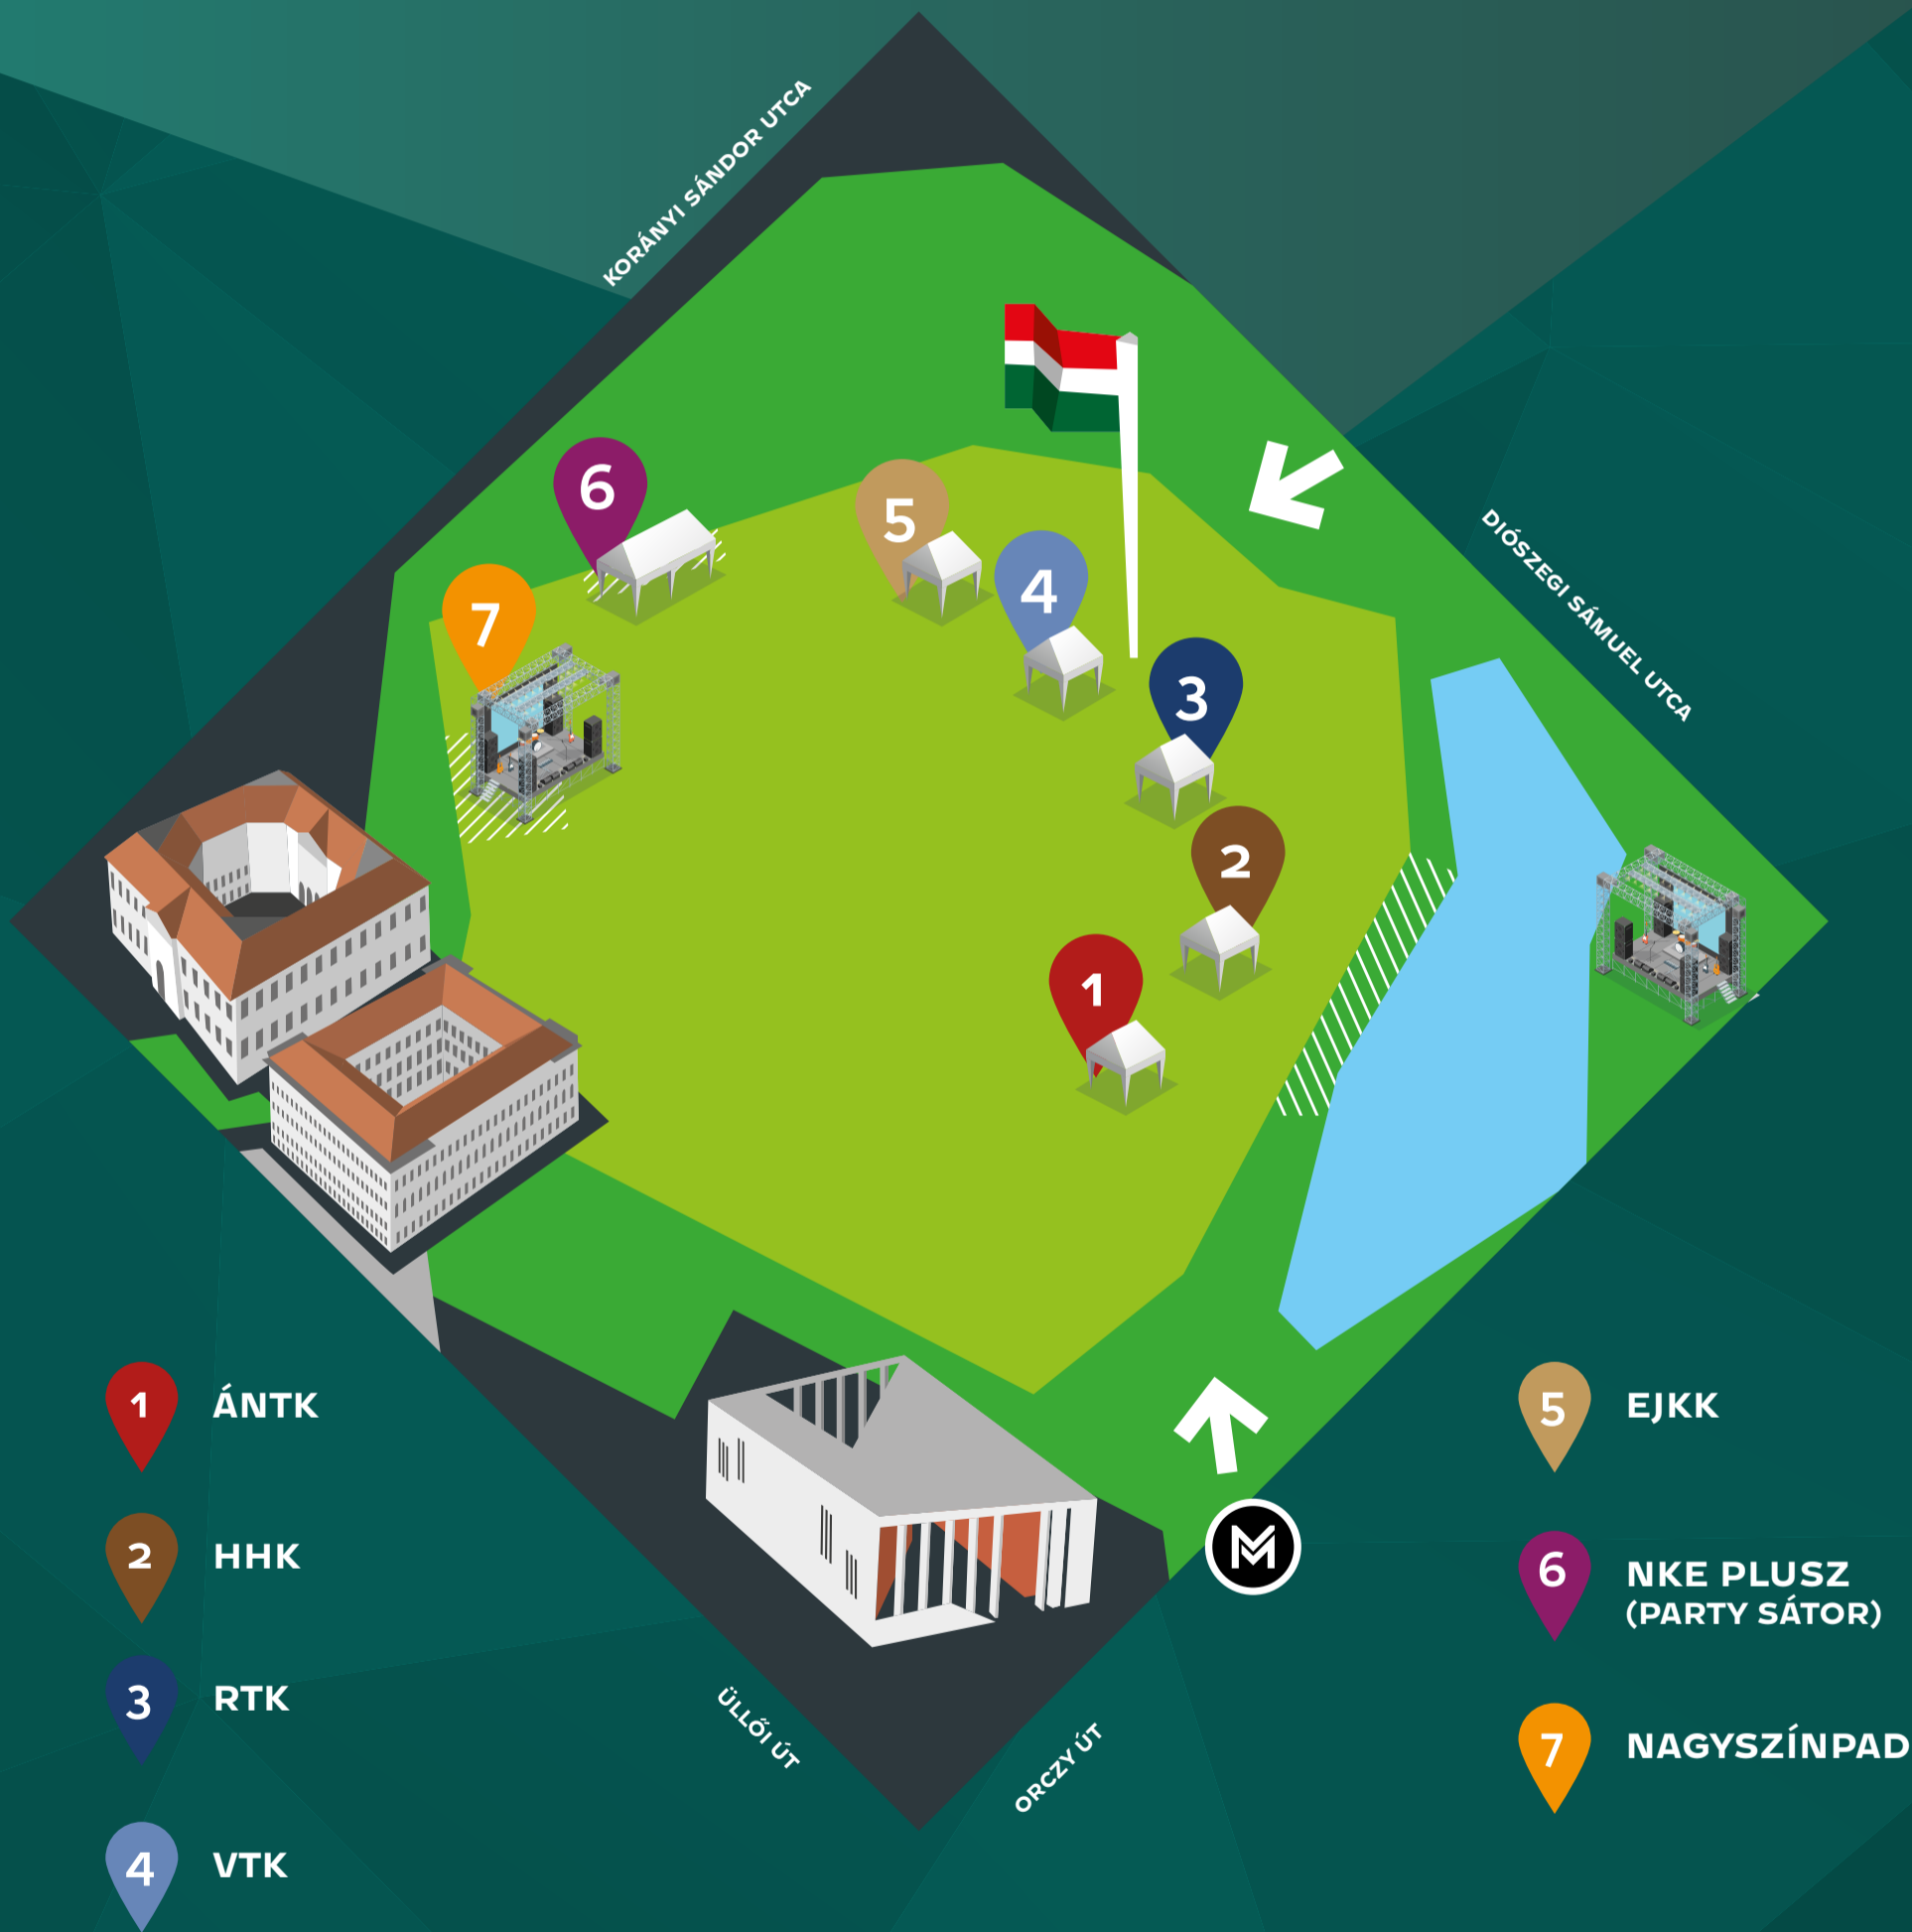 KORÁNYI SÁNDOR UTCA
DIÓSZEGI SÁMUEL UTCA
6
5
4
7
3
2
1
ÜLLŐI ÚT
ORCZY ÚT
M
1 ÁNTK
2 HHK
3 RTK
4 VTK
5 EJKK
6 NKE PLUSZ
(PARTY SÁTOR)
7 NAGYSZÍNPAD